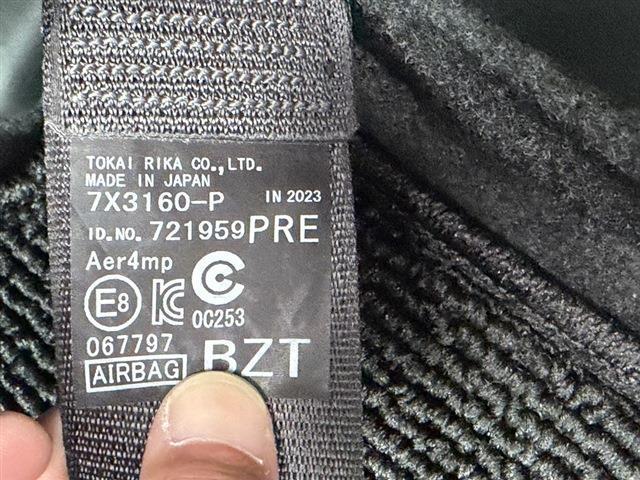 TOKAI RIKA CO.,LTD.
MADE IN JAPAN
7X3160-P IN 2023
ID.NO. 721959PRE
Aer4mp
E8 KC C
OC253
067797
AIRBAG BZT